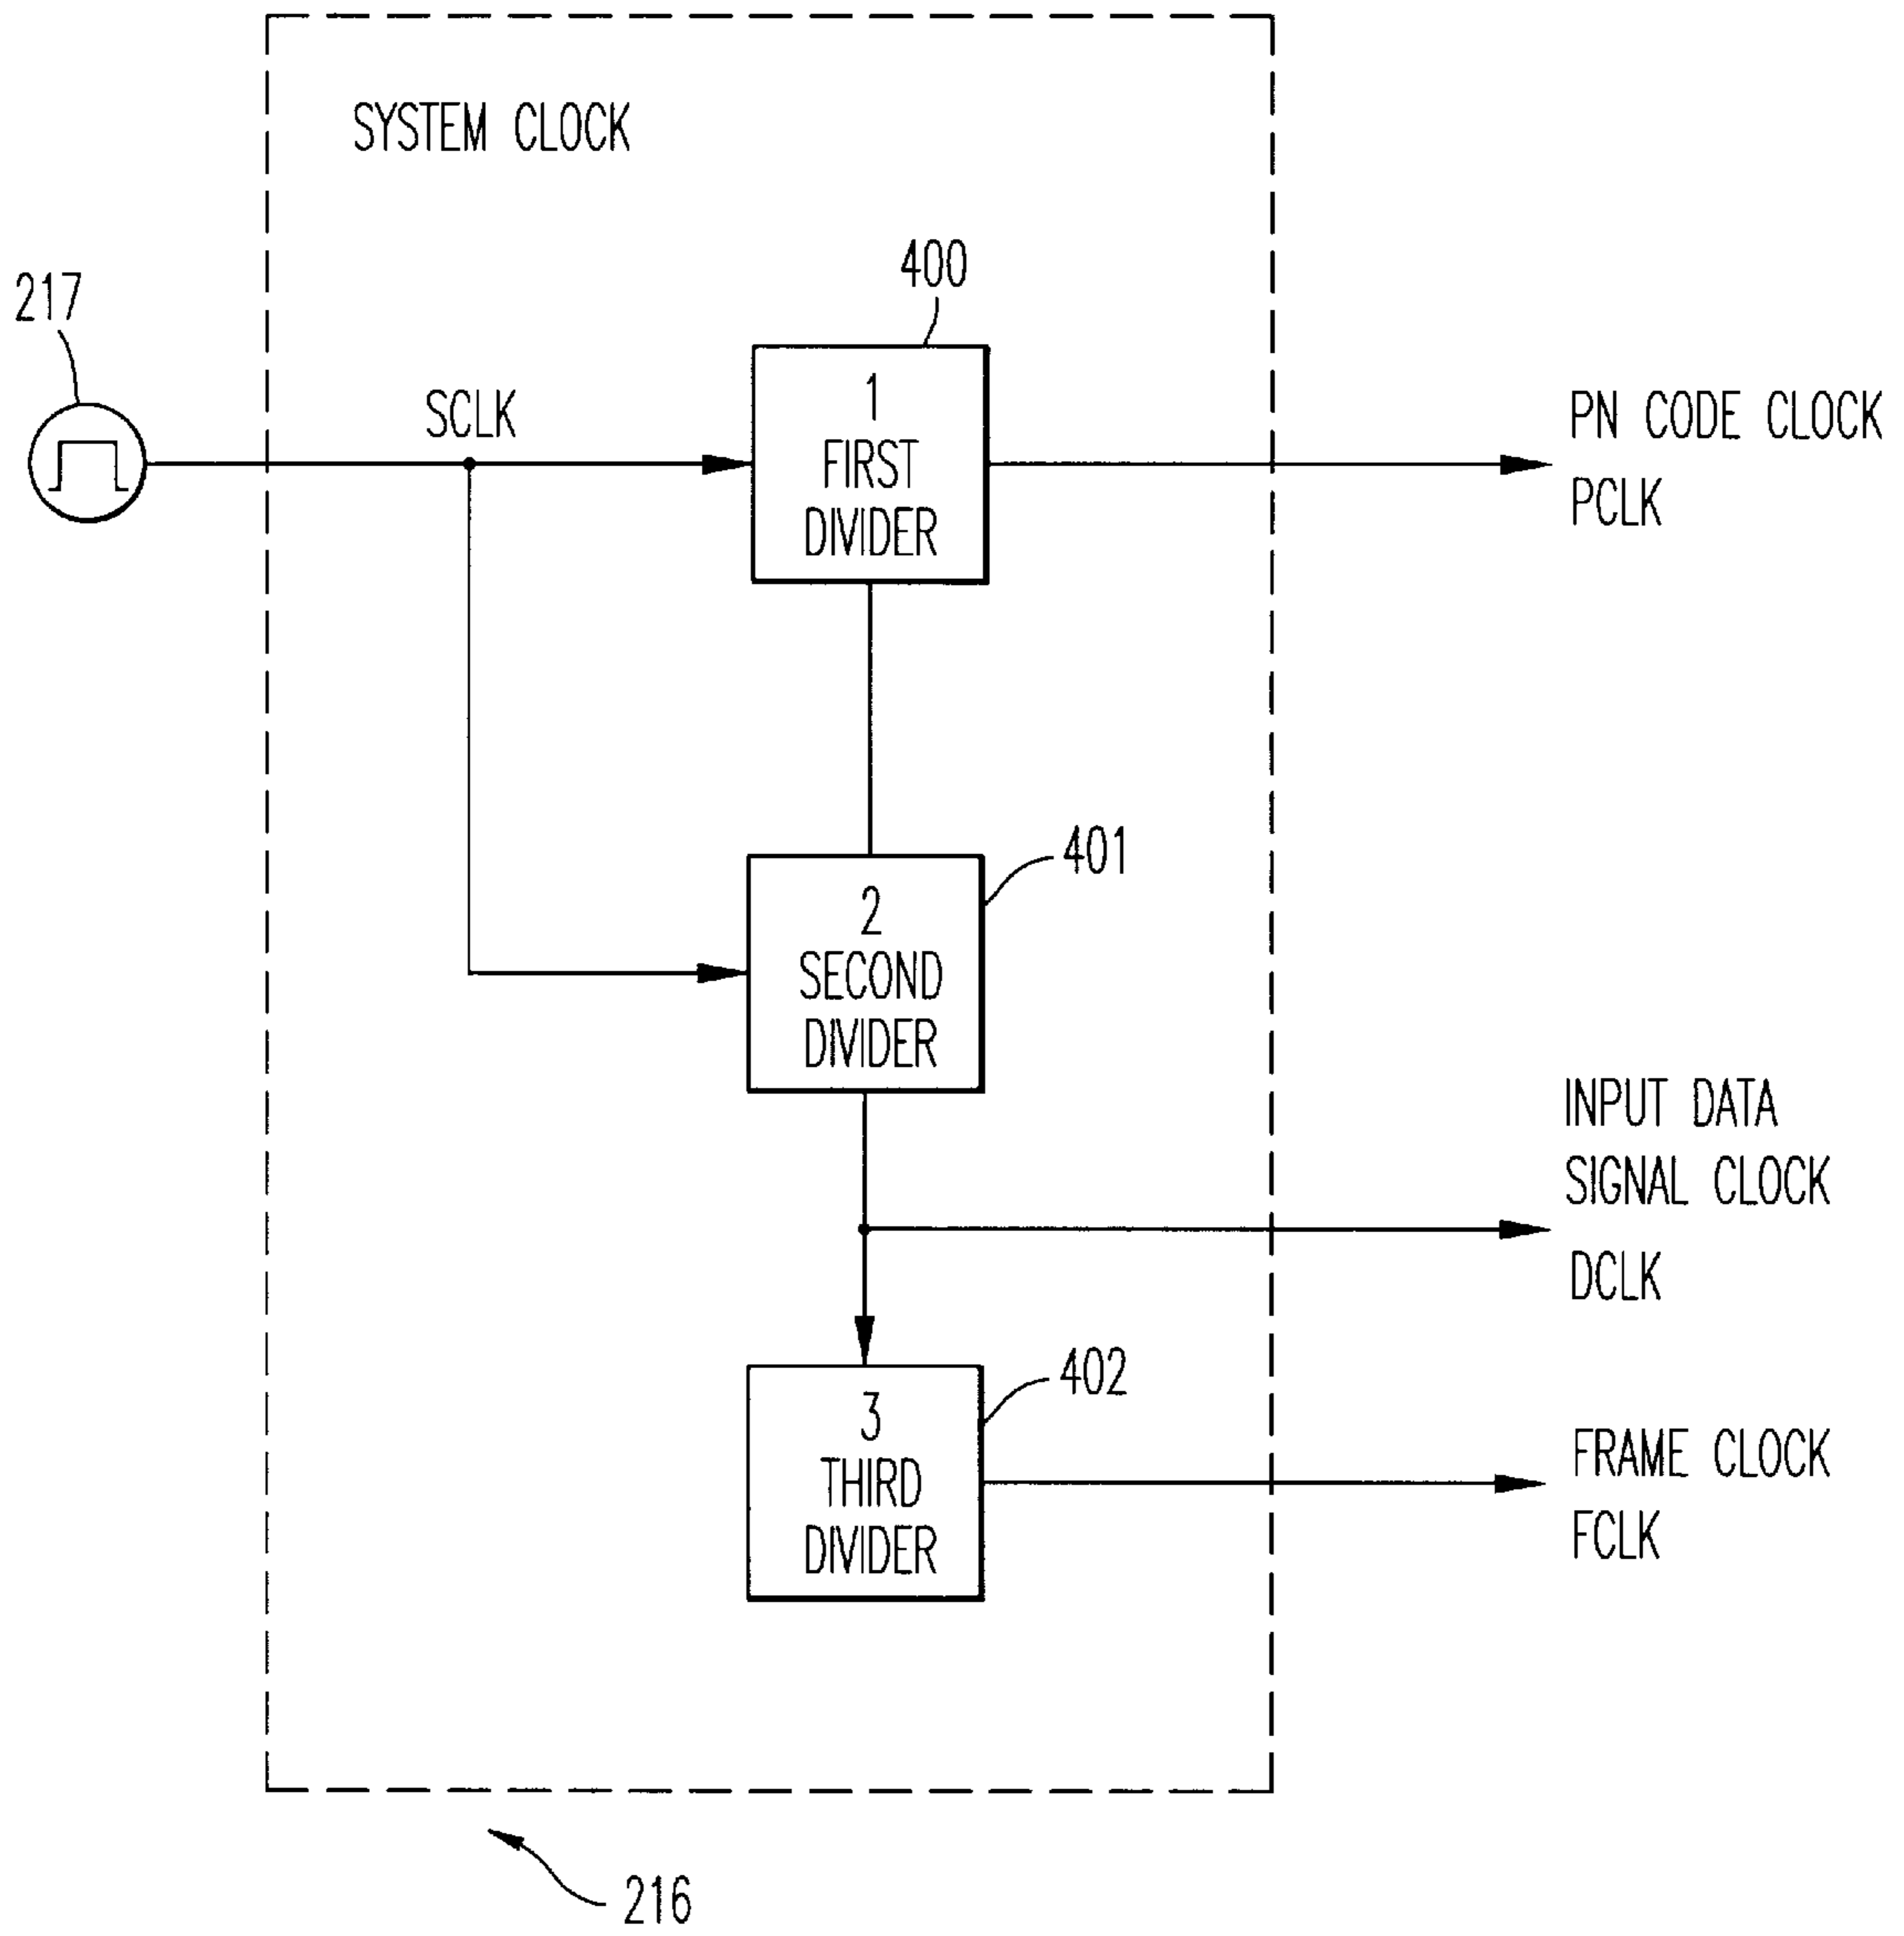 SYSTEM CLOCK
400
217
SCLK
1
FIRST
DIVIDER
PN CODE CLOCK
PCLK
401
2
SECOND
DIVIDER
INPUT DATA
SIGNAL CLOCK
DCLK
402
3
THIRD
DIVIDER
FRAME CLOCK
FCLK
216